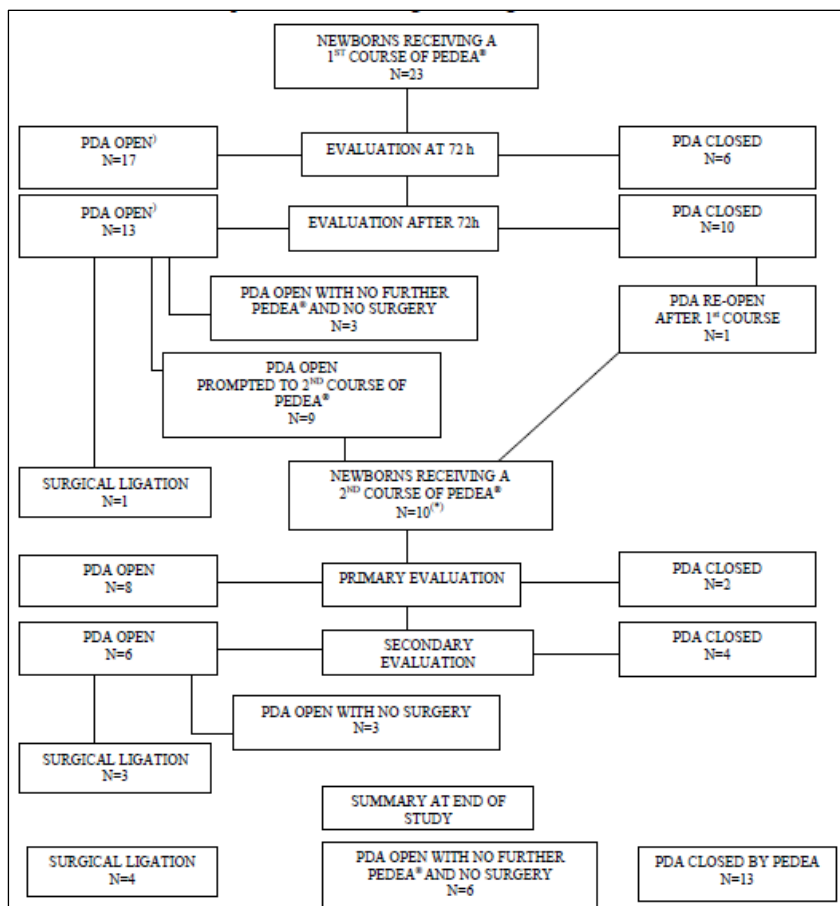 NEWBORNS RECEIVING A
1ST COURSE OF PEDEA®
N=23
PDA OPEN)
N=17
EVALUATION AT 72 h
PDA CLOSED
N=6
PDA OPEN)
N=13
EVALUATION AFTER 72h
PDA CLOSED
N=10
PDA OPEN WITH NO FURTHER
PEDEA® AND NO SURGERY
N=3
PDA RE-OPEN
AFTER 1st COURSE
N=1
PDA OPEN
PROMPTED TO 2ND COURSE OF
PEDEA®
N=9
SURGICAL LIGATION
N=1
NEWBORNS RECEIVING A
2ND COURSE OF PEDEA®
N=10(*)
PDA OPEN
N=8
PRIMARY EVALUATION
PDA CLOSED
N=2
PDA OPEN
N=6
SECONDARY
EVALUATION
PDA CLOSED
N=4
PDA OPEN WITH NO SURGERY
N=3
SURGICAL LIGATION
N=3
SUMMARY AT END OF
STUDY
SURGICAL LIGATION
N=4
PDA OPEN WITH NO FURTHER
PEDEA® AND NO SURGERY
N=6
PDA CLOSED BY PEDEA
N=13